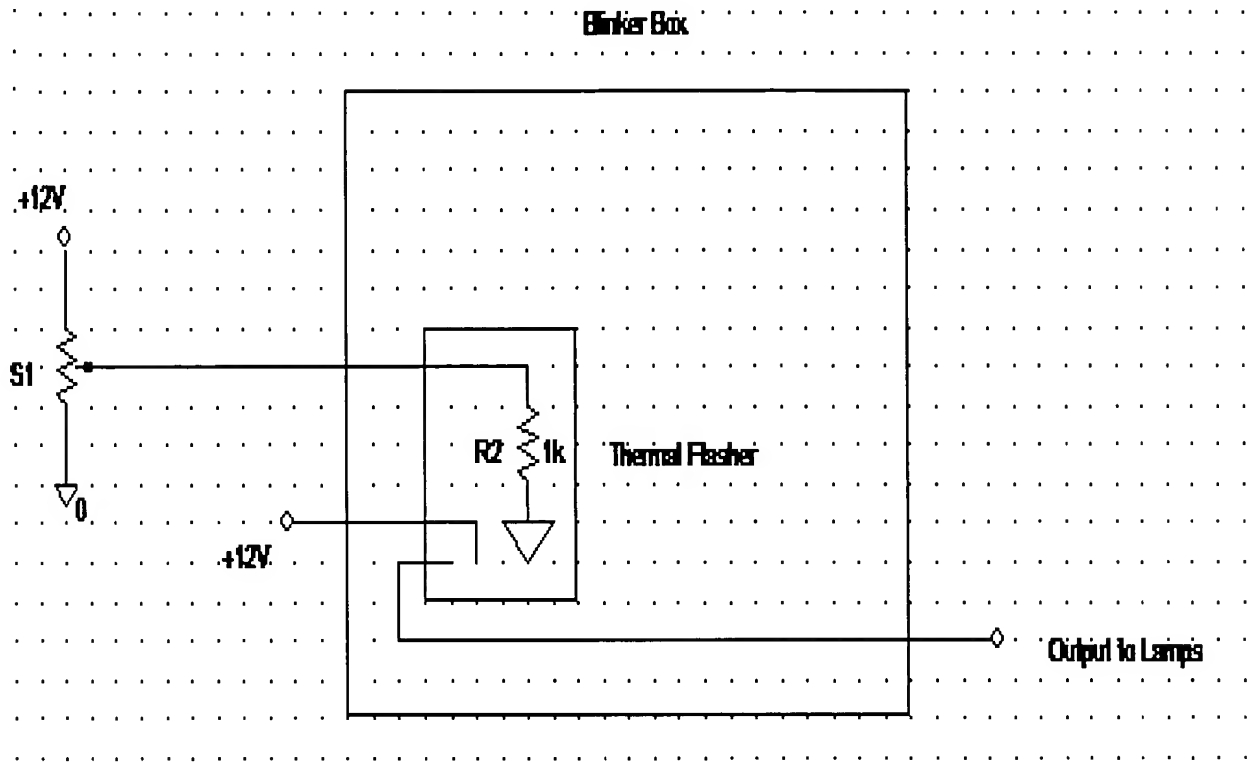 Blinker Box
+12V
S1
R2 1k Thermal Flasher
0
+12V
Output to Lamps